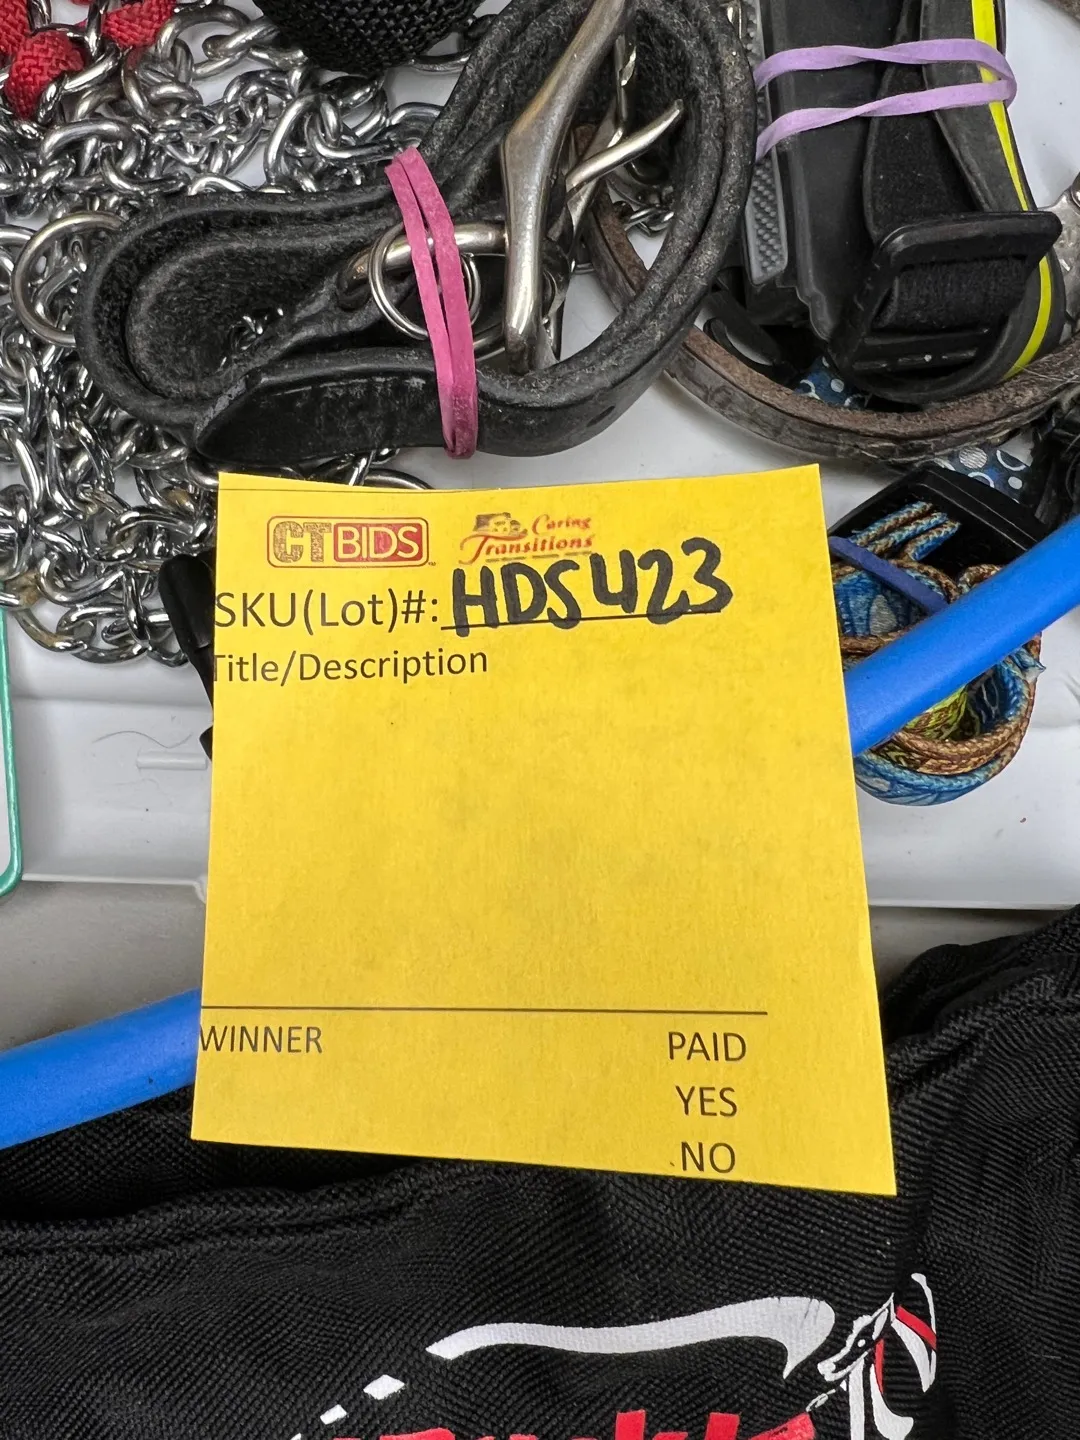 CTBIDS
Caring
Transitions
SKU(Lot)#: HDS423
Title/Description
WINNER
PAID
YES
NO